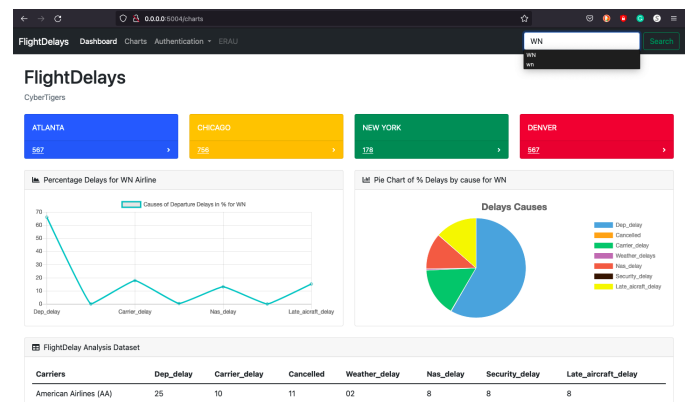 0.0.0.0:5004/charts
FlightDelays Dashboard Charts Authentication ERAU WN Search
WN
wn
FlightDelays
CyberTigers
ATLANTA CHICAGO NEW YORK DENVER
567 756 178 567
Percentage Delays for WN Airline Pie Chart of % Delays by cause for WN
Causes of Departure Delays in % for WN
Delays Causes
70
60
50
40
30
20
10
0
Dep_delay Carrier_delay Nas_delay Late_aicraft_delay
Dep_delay
Cancelled
Carrier_delay
Weather_delays
Nas_delay
Security_delay
Late_aicraft_delay
FlightDelay Analysis Dataset
Carriers Dep_delay Carrier_delay Cancelled Weather_delay Nas_delay Security_delay Late_aircraft_delay
American Airlines (AA) 25 10 11 02 8 8 8